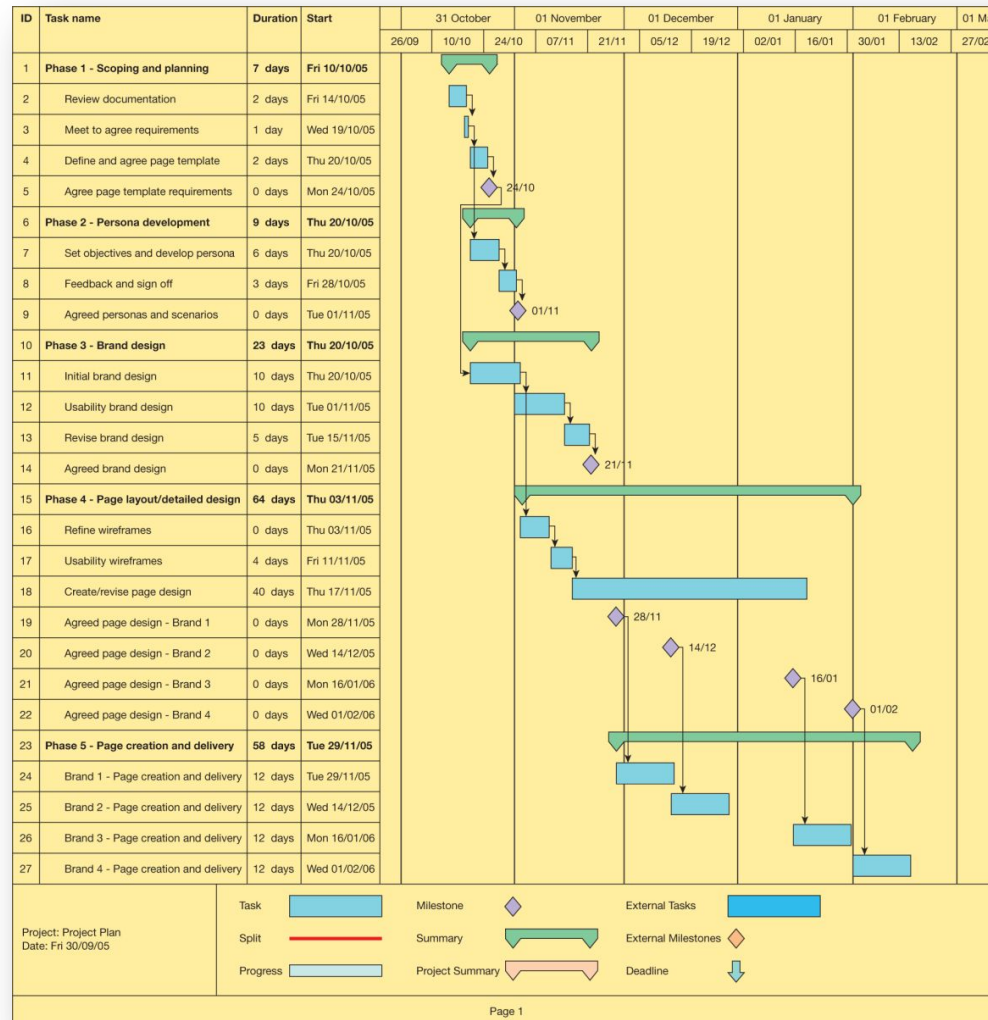 ID Task name Duration Start 31 October 01 November 01 December 01 January 01 February 01
26/09 10/10 24/10 07/11 21/11 05/12 19/12 02/01 16/01 30/01 13/02 27/02
1 Phase 1 - Scoping and planning 7 days Fri 10/10/05
2 Review documentation 2 days Fri 14/10/05
3 Meet to agree requirements 1 day Wed 19/10/05
4 Define and agree page template 2 days Thu 20/10/05
5 Agree page template requirements 0 days Mon 24/10/05 24/10
6 Phase 2 - Persona development 9 days Thu 20/10/05
7 Set objectives and develop persona 6 days Thu 20/10/05
8 Feedback and sign off 3 days Fri 28/10/05
9 Agreed personas and scenarios 0 days Tue 01/11/05 01/11
10 Phase 3 - Brand design 23 days Thu 20/10/05
11 Initial brand design 10 days Thu 20/10/05
12 Usability brand design 10 days Tue 01/11/05
13 Revise brand design 5 days Tue 15/11/05
14 Agreed brand design 0 days Mon 21/11/05 21/11
15 Phase 4 - Page layout/detailed design 64 days Thu 03/11/05
16 Refine wireframes 0 days Thu 03/11/05
17 Usability wireframes 4 days Fri 11/11/05
18 Create/revise page design 40 days Thu 17/11/05
19 Agreed page design - Brand 1 0 days Mon 28/11/05 28/11
20 Agreed page design - Brand 2 0 days Wed 14/12/05 14/12
21 Agreed page design - Brand 3 0 days Mon 16/01/06 16/01
22 Agreed page design - Brand 4 0 days Wed 01/02/06 01/02
23 Phase 5 - Page creation and delivery 58 days Tue 29/11/05
24 Brand 1 - Page creation and delivery 12 days Tue 29/11/05
25 Brand 2 - Page creation and delivery 12 days Wed 14/12/05
26 Brand 3 - Page creation and delivery 12 days Mon 16/01/06
27 Brand 4 - Page creation and delivery 12 days Wed 01/02/06
Project: Project Plan
Date: Fri 30/09/05
Task Milestone External Tasks
Split Summary External Milestones
Progress Project Summary Deadline
Page 1